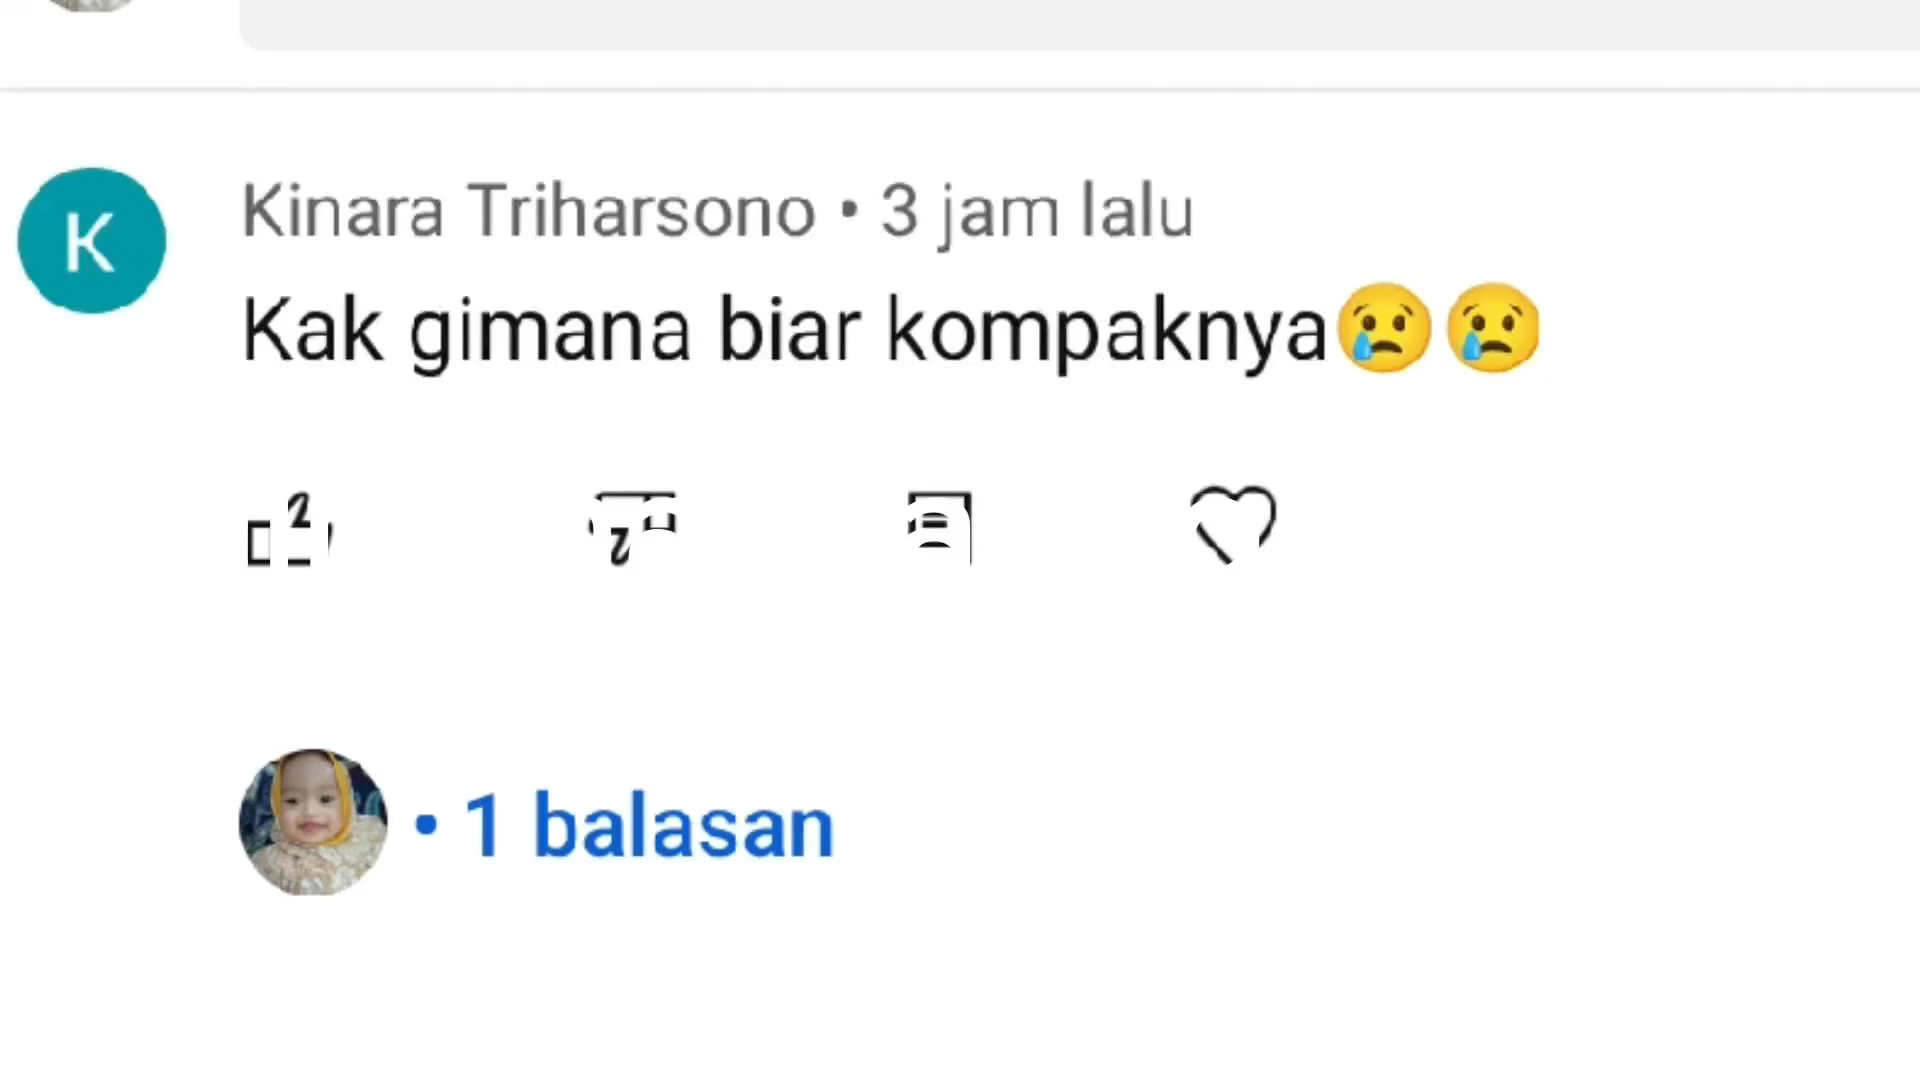 K
Kinara Triharsono • 3 jam lalu
Kak gimana biar kompaknya😢😢
• 1 balasan